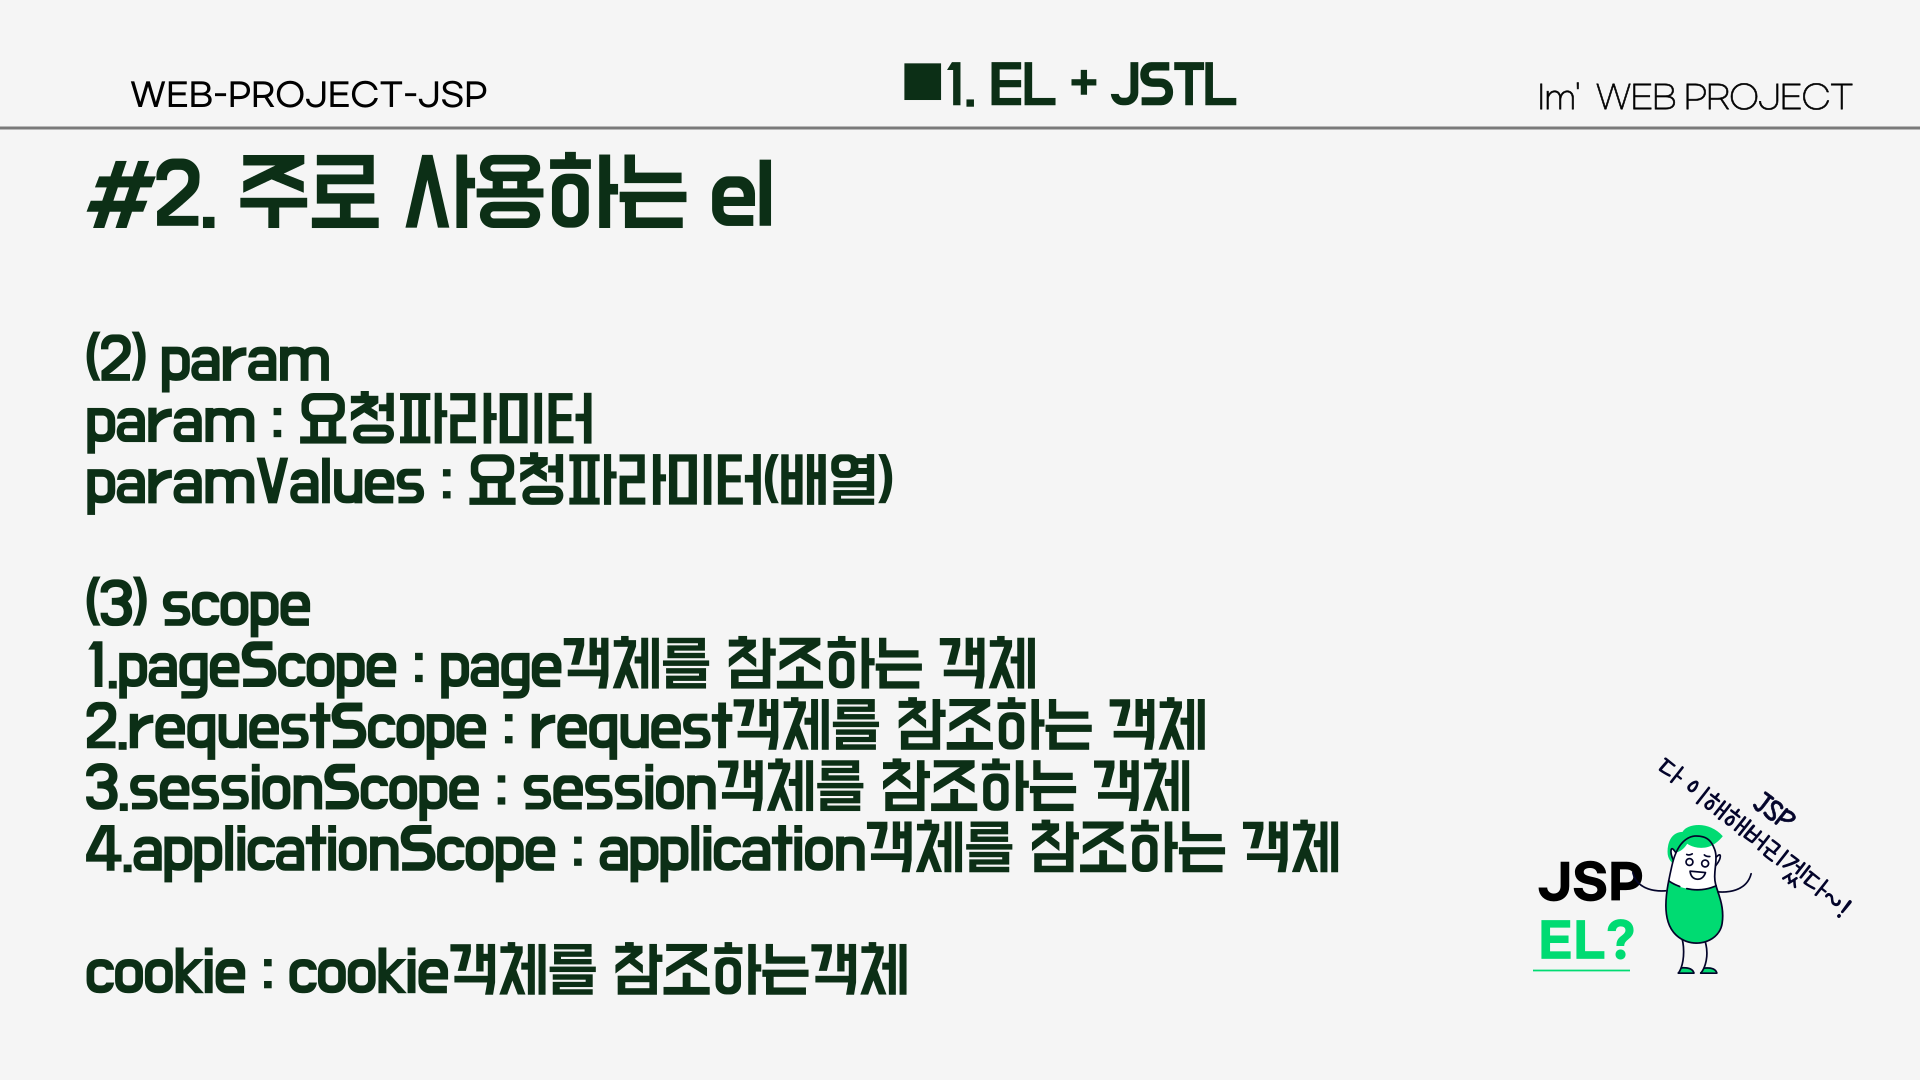 WEB-PROJECT-JSP
■1. EL + JSTL
Im' WEB PROJECT
#2. 주로 사용하는 el
(2) param
param : 요청파라미터
paramValues : 요청파라미터(배열)
(3) scope
1.pageScope : page객체를 참조하는 객체
2.requestScope : request객체를 참조하는 객체
3.sessionScope : session객체를 참조하는 객체
4.applicationScope : application객체를 참조하는 객체
cookie : cookie객체를 참조하는객체
JSP
다 이해해버리겠다~!
JSP
EL?